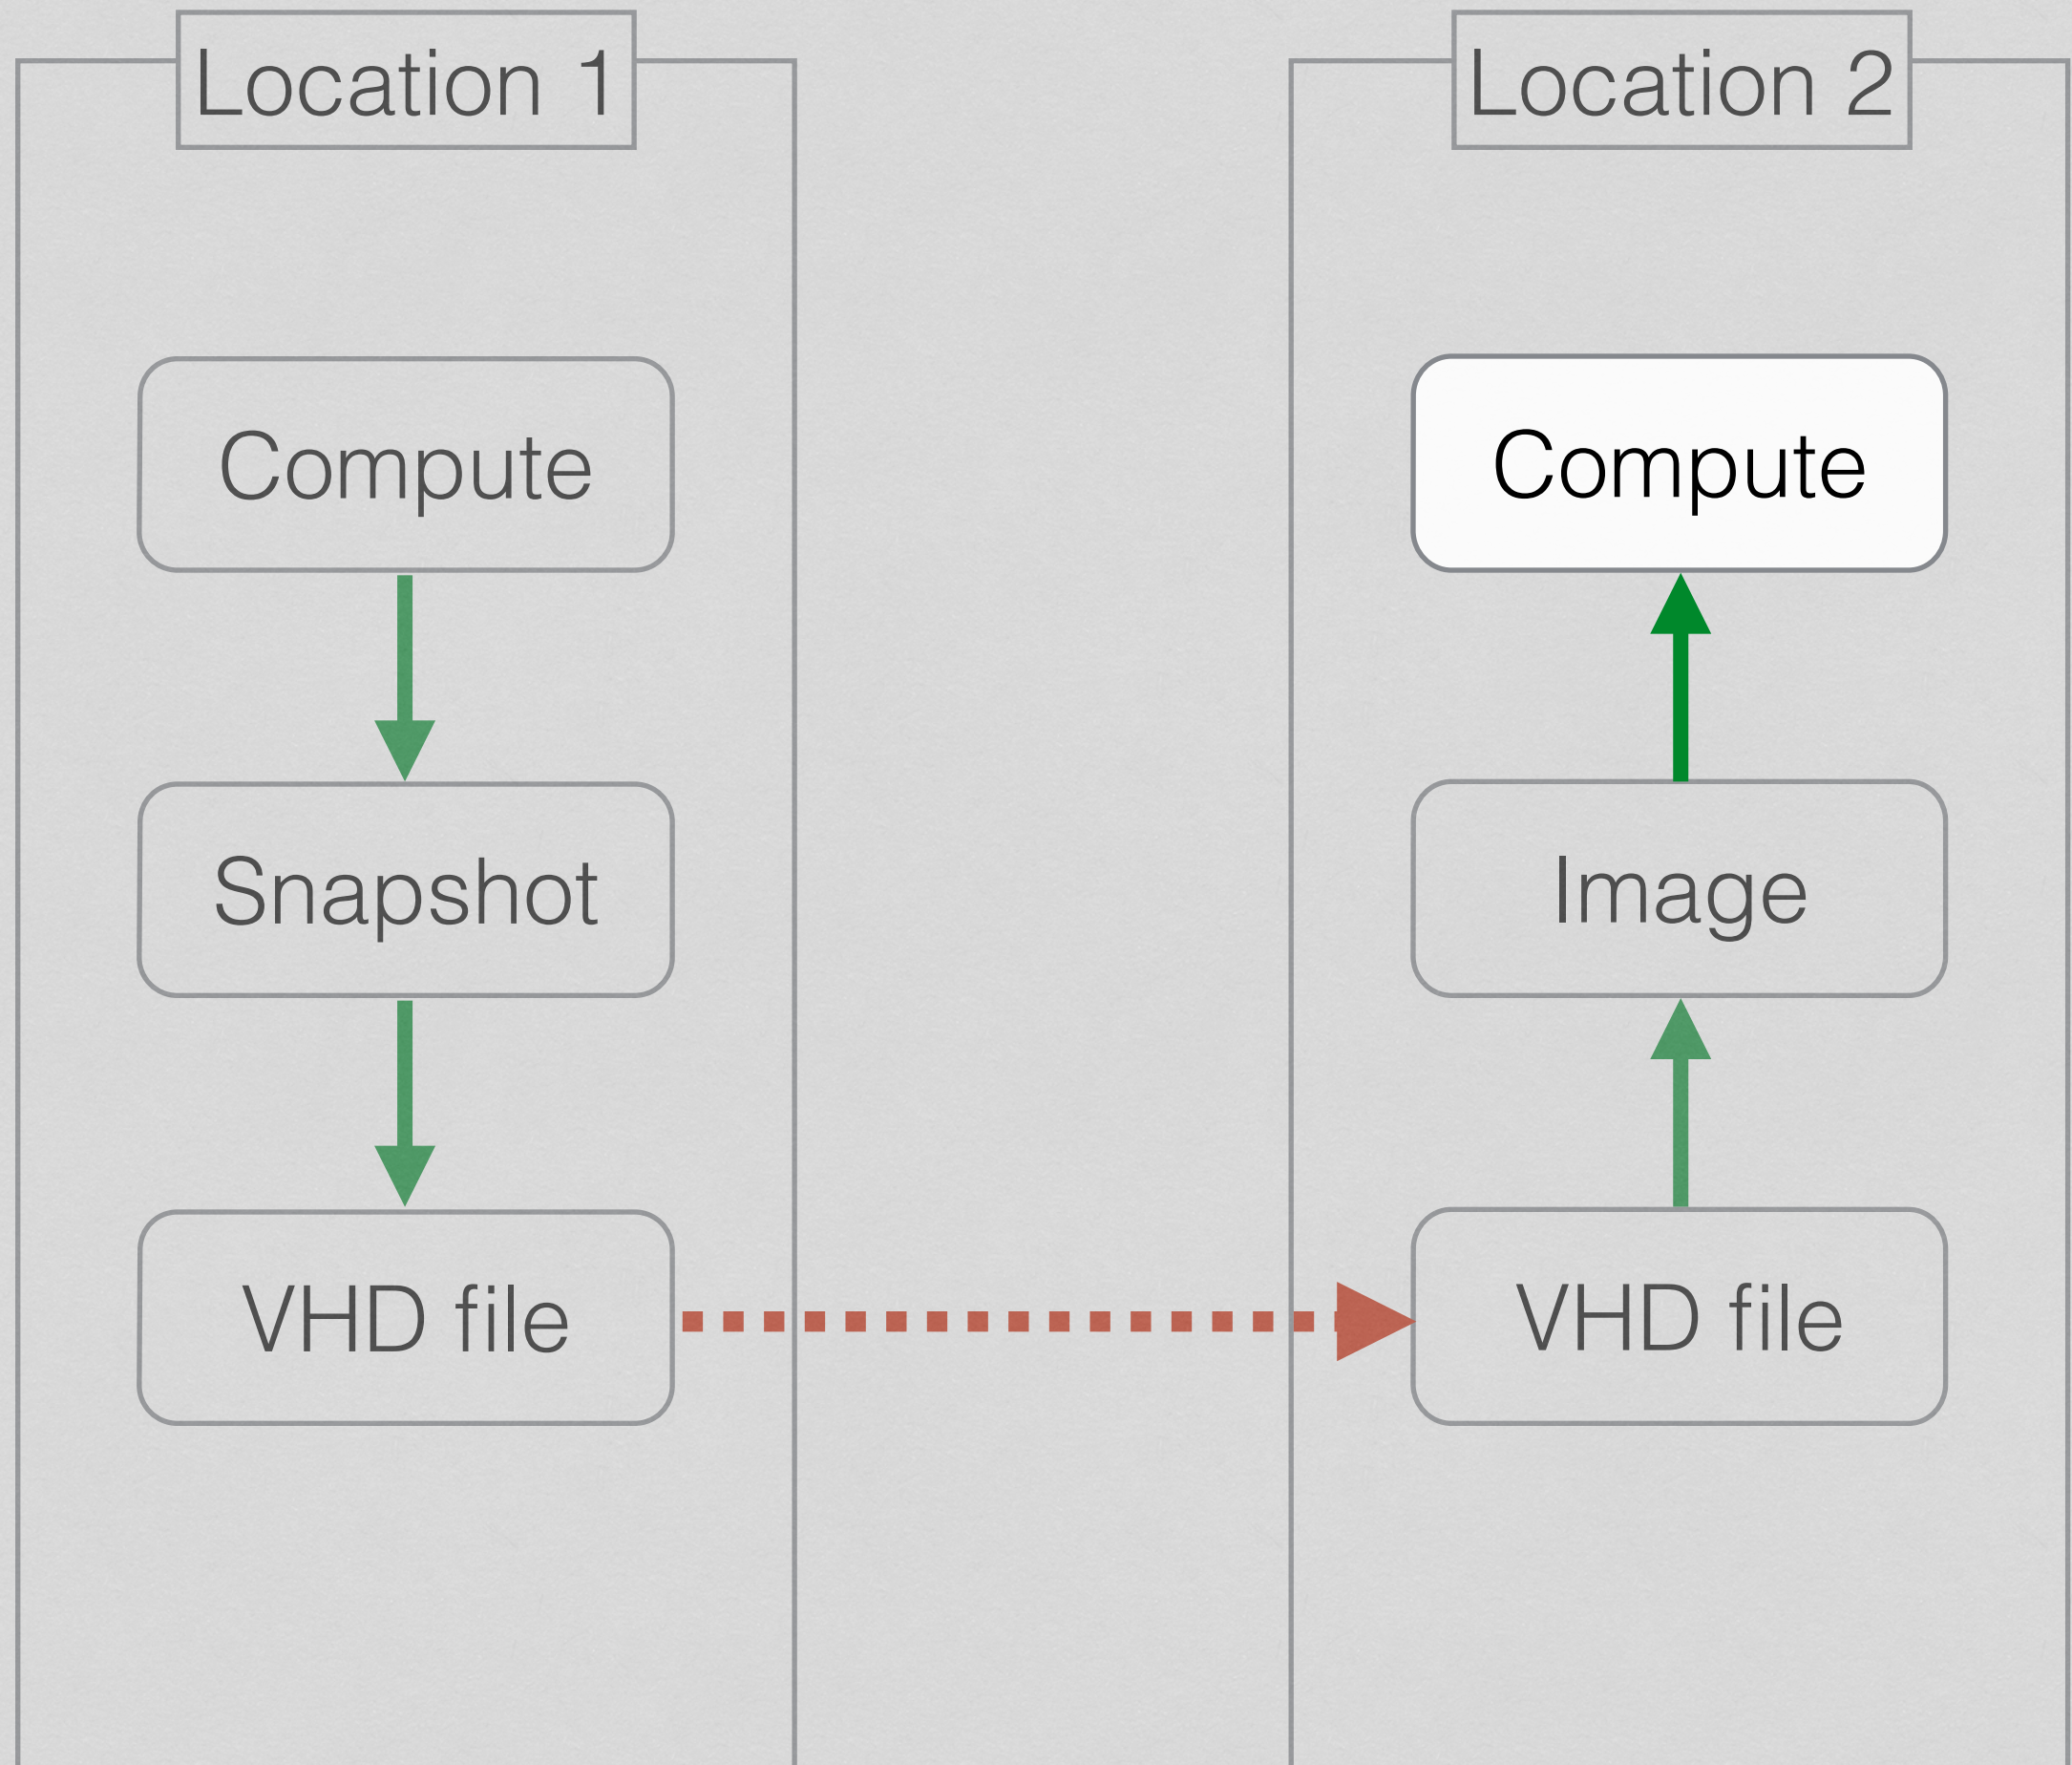 Location 1
Compute
Snapshot
VHD file
Location 2
Compute
Image
VHD file